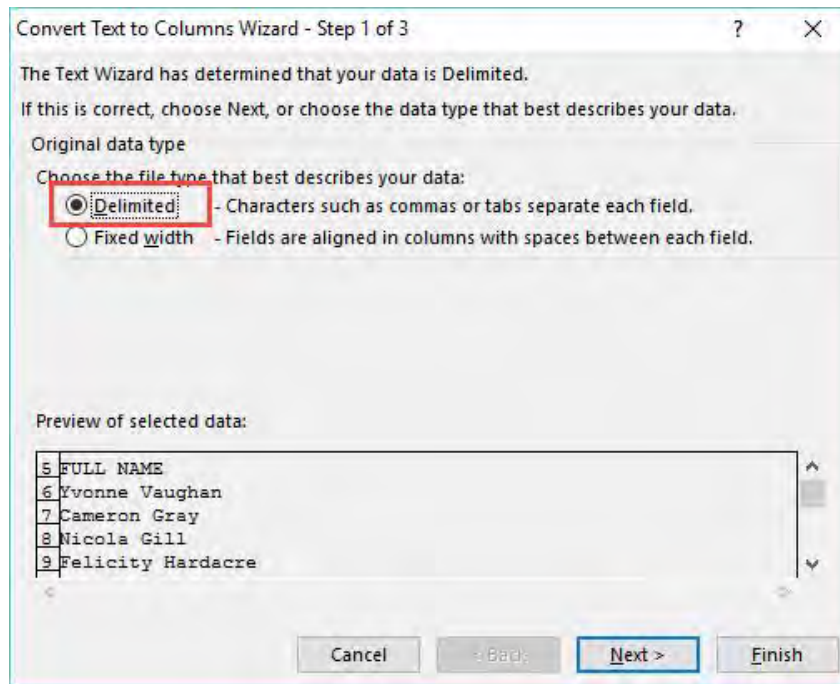 Convert Text to Columns Wizard - Step 1 of 3 ? X
The Text Wizard has determined that your data is Delimited.
If this is correct, choose Next, or choose the data type that best describes your data.
Original data type
Choose the file type that best describes your data:
Delimited - Characters such as commas or tabs separate each field.
Fixed width - Fields are aligned in columns with spaces between each field.
Preview of selected data:
5 FULL NAME
6 Yvonne Vaughan
7 Cameron Gray
8 Nicola Gill
9 Felicity Hardacre
Cancel < Back Next > Finish